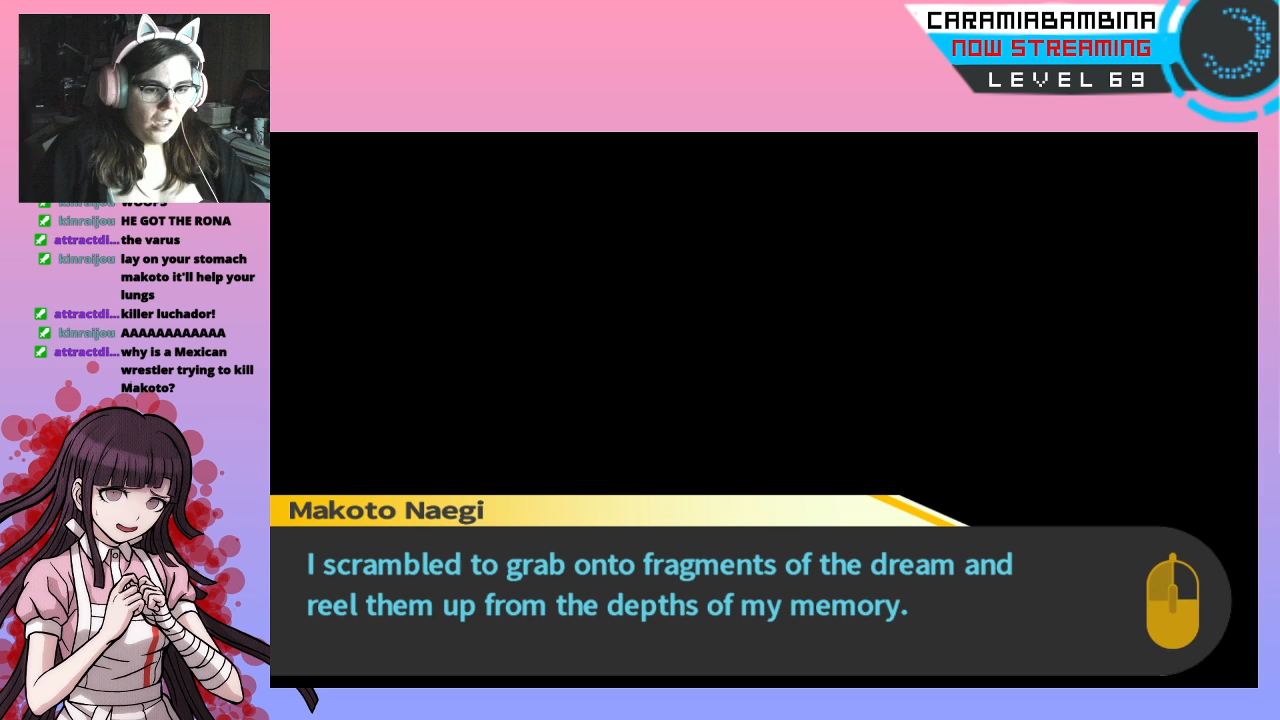 CARAMIABAMBINA
NOW STREAMING
LEVEL 69
kinraijou HE GOT THE RONA
attractdi... the varus
kinraijou lay on your stomach
makoto it'll help your
lungs
attractdi... killer luchador!
kinraijou AAAAAAAAAAAA
attractdi... why is a Mexican
wrestler trying to kill
Makoto?
Makoto Naegi
I scrambled to grab onto fragments of the dream and
reel them up from the depths of my memory.